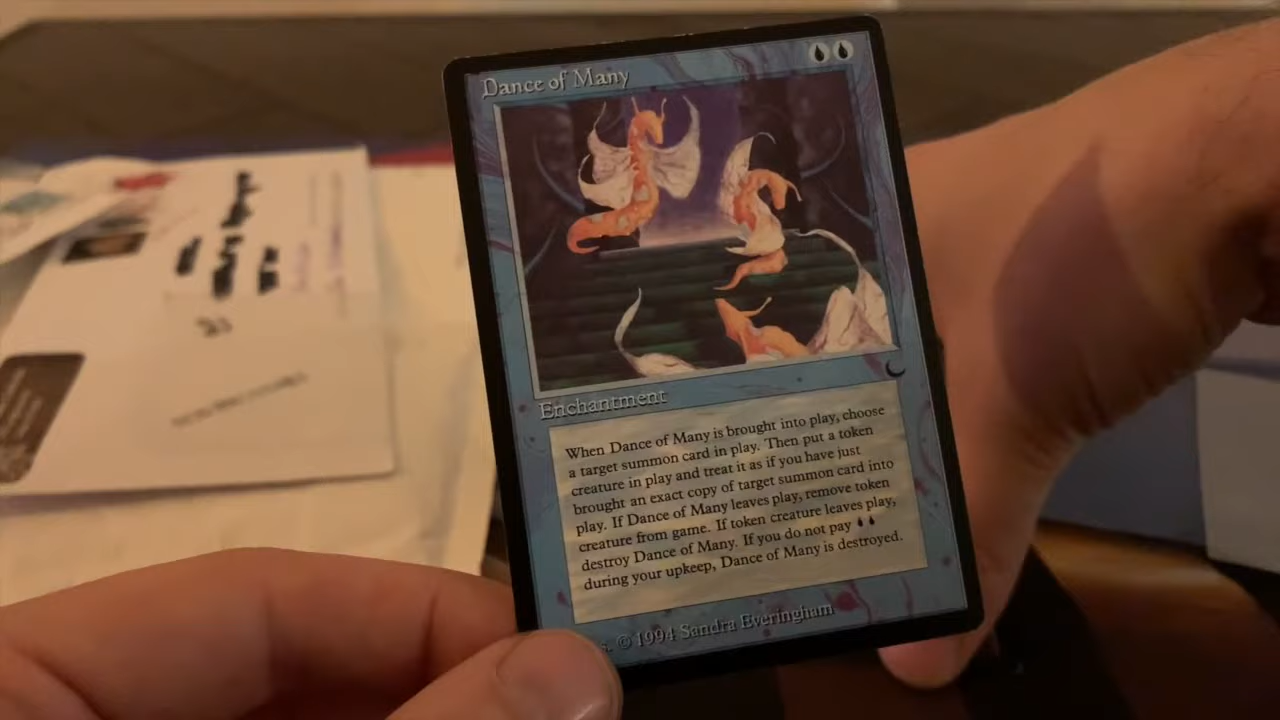 Dance of Many
Enchantment
When Dance of Many is brought into play, choose
a target summon card in play. Then put a token
creature in play and treat it as if you have just
brought an exact copy of target summon card into
play. If Dance of Many leaves play, remove token
creature from game. If token creature leaves play,
destroy Dance of Many. If you do not pay
during your upkeep, Dance of Many is destroyed.
s. © 1994 Sandra Everingham